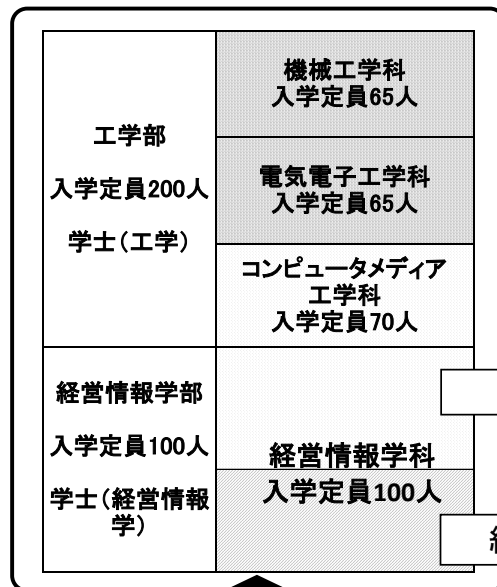 工学部
入学定員200人
学士(工学)
機械工学科
入学定員65人
電気電子工学科
入学定員65人
コンピュータメディア
工学科
入学定員70人
経営情報学部
入学定員100人
学士(経営情報
学)
経営情報学科
入学定員100人